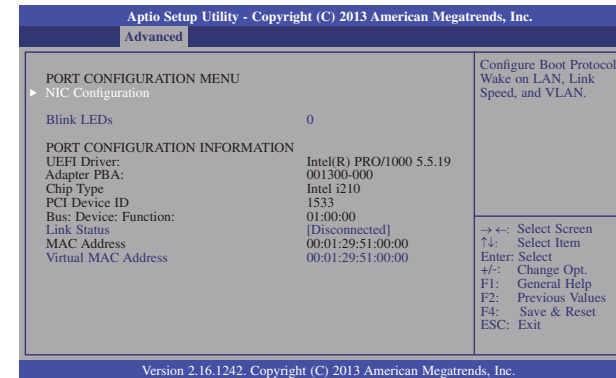 Aptio Setup Utility - Copyright (C) 2013 American Megatrends, Inc.
Advanced
PORT CONFIGURATION MENU
► NIC Configuration
Blink LEDs 0
PORT CONFIGURATION INFORMATION
UEFI Driver: Intel(R) PRO/1000 5.5.19
Adapter PBA: 001300-000
Chip Type Intel i210
PCI Device ID 1533
Bus: Device: Function: 01:00:00
Link Status [Disconnected]
MAC Address 00:01:29:51:00:00
Virtual MAC Address 00:01:29:51:00:00
Configure Boot Protocol
Wake on LAN, Link
Speed, and VLAN.
→ ←: Select Screen
↑↓: Select Item
Enter: Select
+/-: Change Opt.
F1: General Help
F2: Previous Values
F4: Save & Reset
ESC: Exit
Version 2.16.1242. Copyright (C) 2013 American Megatrends, Inc.